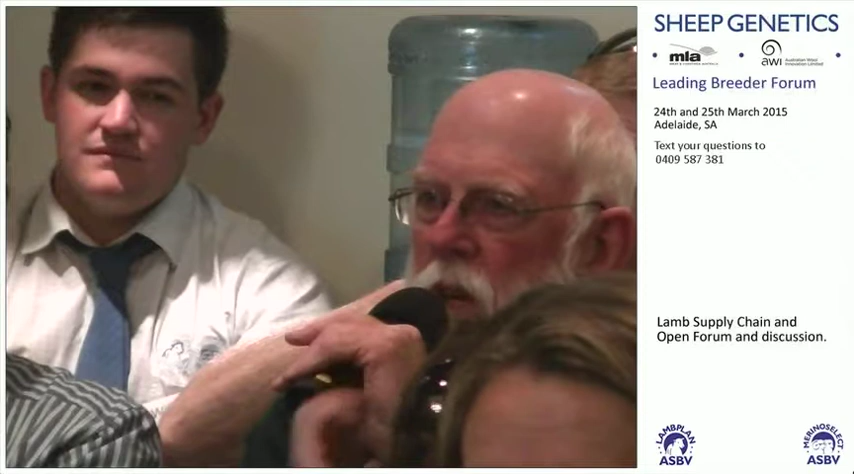 SHEEP GENETICS
mla
awi
Leading Breeder Forum
24th and 25th March 2015
Adelaide, SA
Text your questions to
0409 587 381
Lamb Supply Chain and
Open Forum and discussion.
LAMBPLAN
ASBV
MERINOSELECT
ASBV